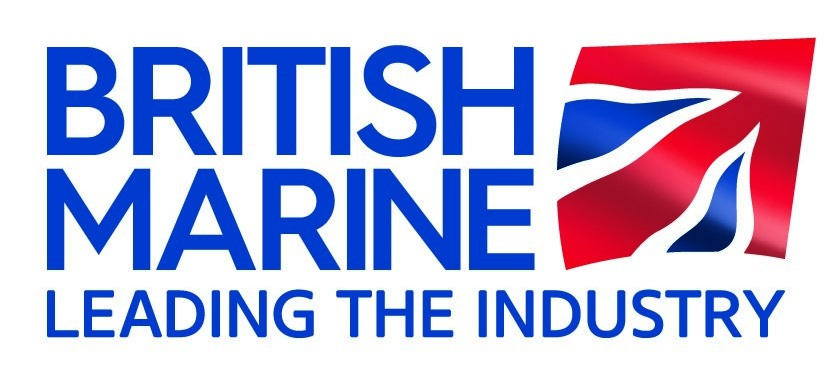 BRITISH
MARINE
LEADING THE INDUSTRY